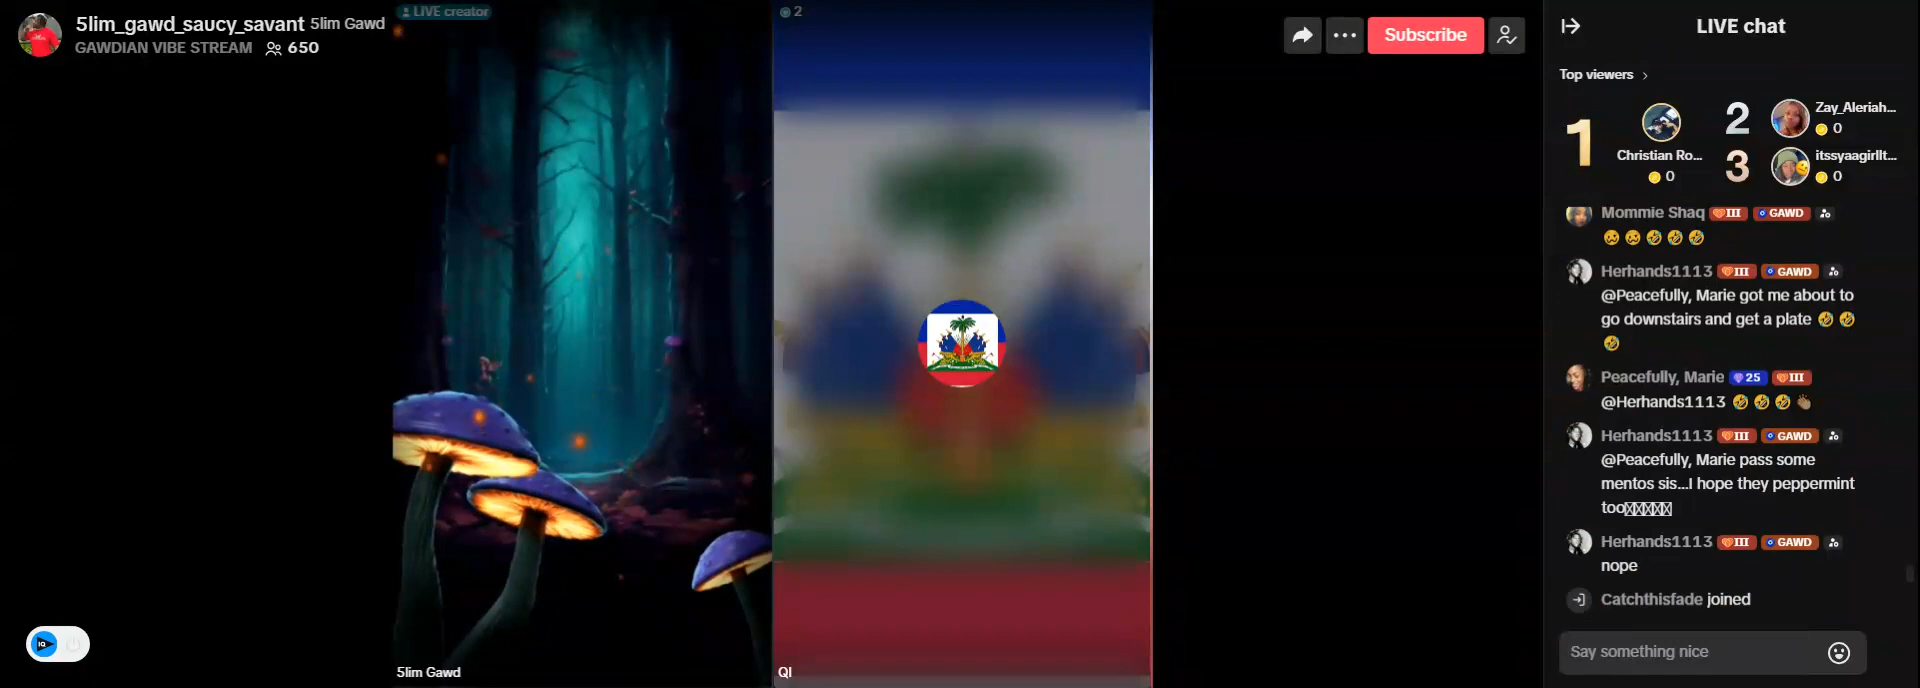 5lim_gawd_saucy_savant 5lim Gawd
GAWDIAN VIBE STREAM 650
LIVE creator
2
Subscribe
5lim Gawd
QI
LIVE chat
Top viewers
1
Christian Ro...
0
2
Zay_Aleriah...
0
3
itssyaagirllt...
0
Mommie Shaq III GAWD
Herhands1113 III GAWD
@Peacefully, Marie got me about to
go downstairs and get a plate 🤣 🤣
🤣
Peacefully, Marie 25 III
@Herhands1113 🤣 🤣 🤣 👏🏽
Herhands1113 III GAWD
@Peacefully, Marie pass some
mentos sis...I hope they peppermint
too
Herhands1113 III GAWD
nope
Catchthisfade joined
Say something nice